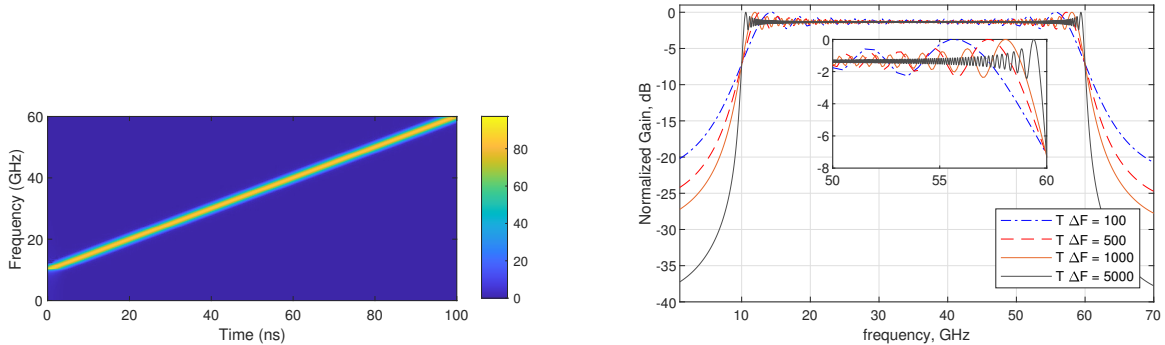 60
40
20
0
Frequency (GHz)
0 20 40 60 80 100
Time (ns)
80
60
40
20
0
0
-5
-10
-15
-20
-25
-30
-35
-40
Normalized Gain, dB
10 20 30 40 50 60 70
frequency, GHz
0
-2
-4
-6
-8
50 55 60
T ΔF = 100
T ΔF = 500
T ΔF = 1000
T ΔF = 5000